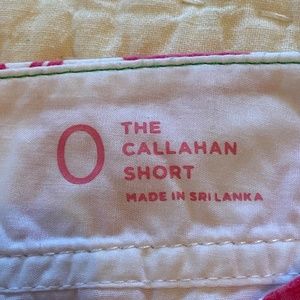 0
THE
CALLAHAN
SHORT
MADE IN SRI LANKA